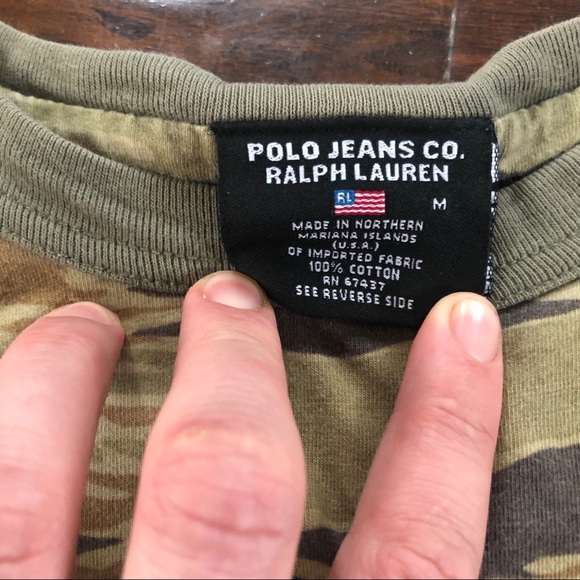 POLO JEANS CO.
RALPH LAUREN
RL
M
MADE IN NORTHERN
MARIANA ISLANDS
(U.S.A.)
OF IMPORTED FABRIC
100% COTTON
RN 67437
SEE REVERSE SIDE